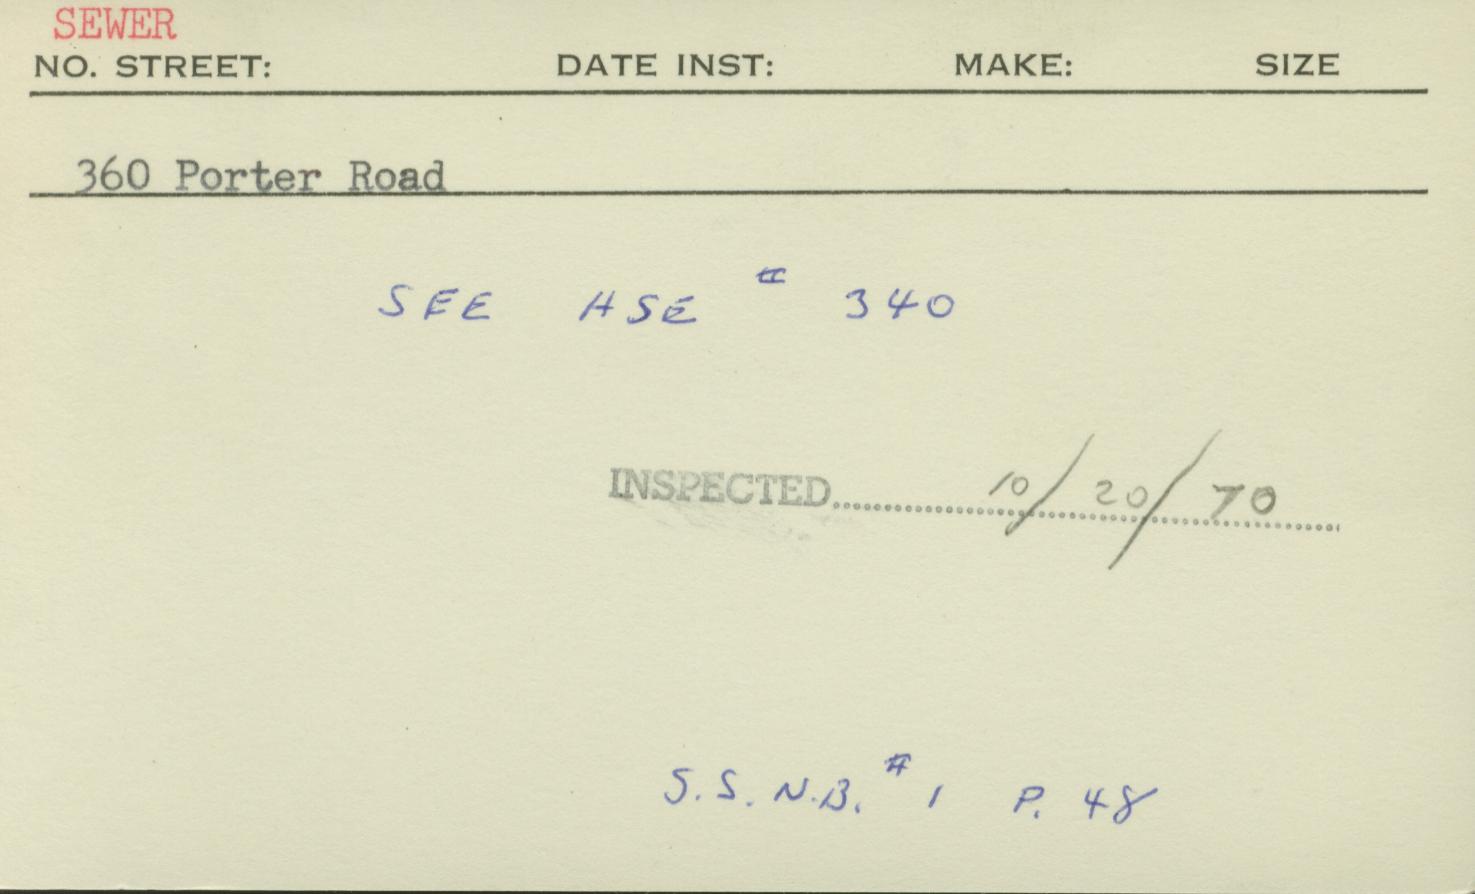 SEWER
NO. STREET: DATE INST: MAKE: SIZE
360 Porter Road
SEE HSE # 340
INSPECTED 10/20/70
S.S. N.B. # 1 P. 48